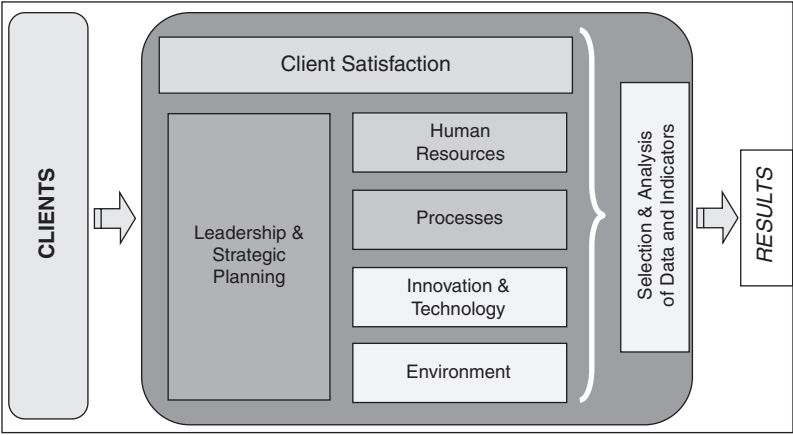 CLIENTS
Client Satisfaction
Leadership &
Strategic
Planning
Human
Resources
Processes
Innovation &
Technology
Environment
Selection & Analysis
of Data and Indicators
RESULTS